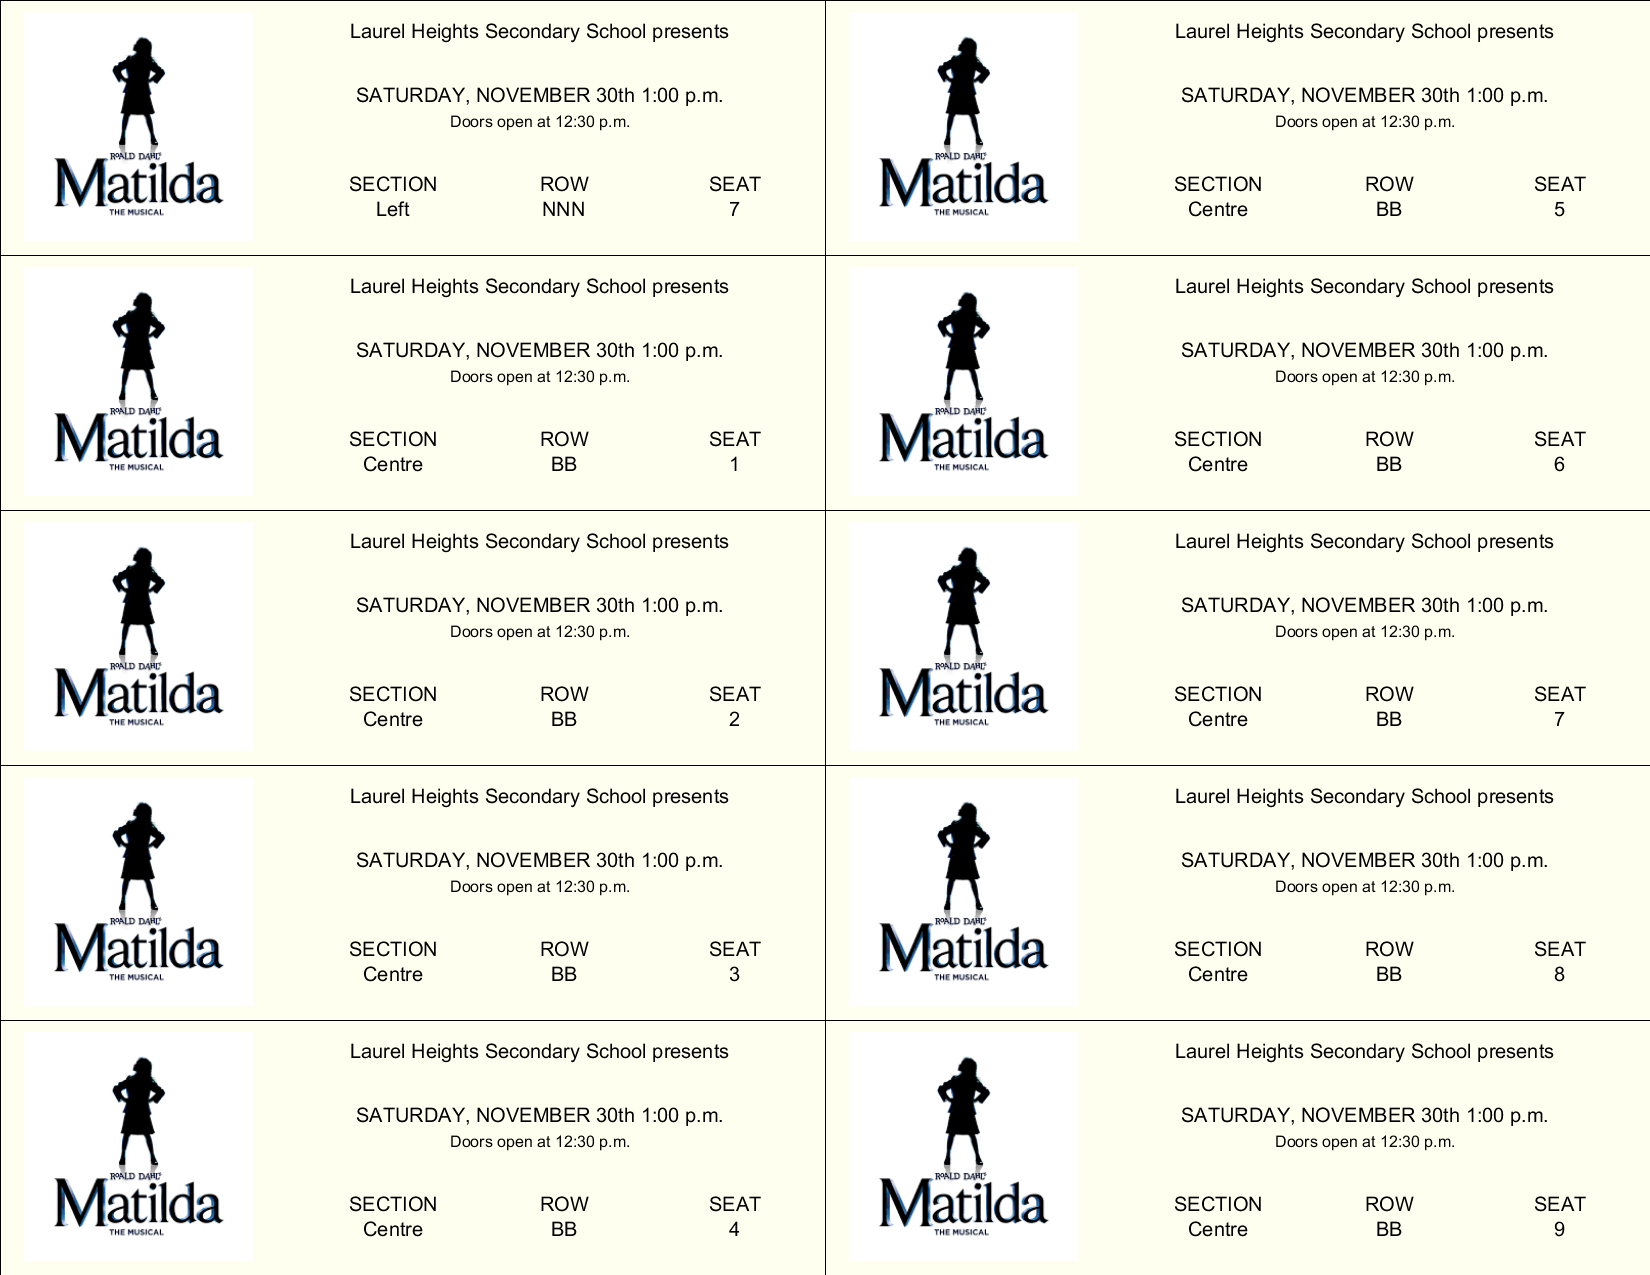 Laurel Heights Secondary School presents
SATURDAY, NOVEMBER 30th 1:00 p.m.
Doors open at 12:30 p.m.
ROALD DAHL'S
Matilda
THE MUSICAL
SECTION ROW SEAT
Left NNN 7
Laurel Heights Secondary School presents
SATURDAY, NOVEMBER 30th 1:00 p.m.
Doors open at 12:30 p.m.
ROALD DAHL'S
Matilda
THE MUSICAL
SECTION ROW SEAT
Centre BB 5
Laurel Heights Secondary School presents
SATURDAY, NOVEMBER 30th 1:00 p.m.
Doors open at 12:30 p.m.
ROALD DAHL'S
Matilda
THE MUSICAL
SECTION ROW SEAT
Centre BB 1
Laurel Heights Secondary School presents
SATURDAY, NOVEMBER 30th 1:00 p.m.
Doors open at 12:30 p.m.
ROALD DAHL'S
Matilda
THE MUSICAL
SECTION ROW SEAT
Centre BB 6
Laurel Heights Secondary School presents
SATURDAY, NOVEMBER 30th 1:00 p.m.
Doors open at 12:30 p.m.
ROALD DAHL'S
Matilda
THE MUSICAL
SECTION ROW SEAT
Centre BB 2
Laurel Heights Secondary School presents
SATURDAY, NOVEMBER 30th 1:00 p.m.
Doors open at 12:30 p.m.
ROALD DAHL'S
Matilda
THE MUSICAL
SECTION ROW SEAT
Centre BB 7
Laurel Heights Secondary School presents
SATURDAY, NOVEMBER 30th 1:00 p.m.
Doors open at 12:30 p.m.
ROALD DAHL'S
Matilda
THE MUSICAL
SECTION ROW SEAT
Centre BB 3
Laurel Heights Secondary School presents
SATURDAY, NOVEMBER 30th 1:00 p.m.
Doors open at 12:30 p.m.
ROALD DAHL'S
Matilda
THE MUSICAL
SECTION ROW SEAT
Centre BB 8
Laurel Heights Secondary School presents
SATURDAY, NOVEMBER 30th 1:00 p.m.
Doors open at 12:30 p.m.
ROALD DAHL'S
Matilda
THE MUSICAL
SECTION ROW SEAT
Centre BB 4
Laurel Heights Secondary School presents
SATURDAY, NOVEMBER 30th 1:00 p.m.
Doors open at 12:30 p.m.
ROALD DAHL'S
Matilda
THE MUSICAL
SECTION ROW SEAT
Centre BB 9